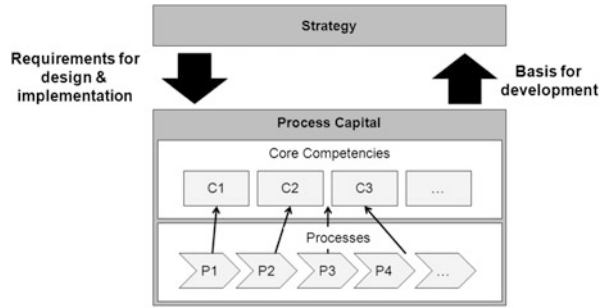 Strategy
Requirements for
design &
implementation
Basis for
development
Process Capital
Core Competencies
C1 C2 C3 ...
Processes
P1 P2 P3 P4 ...